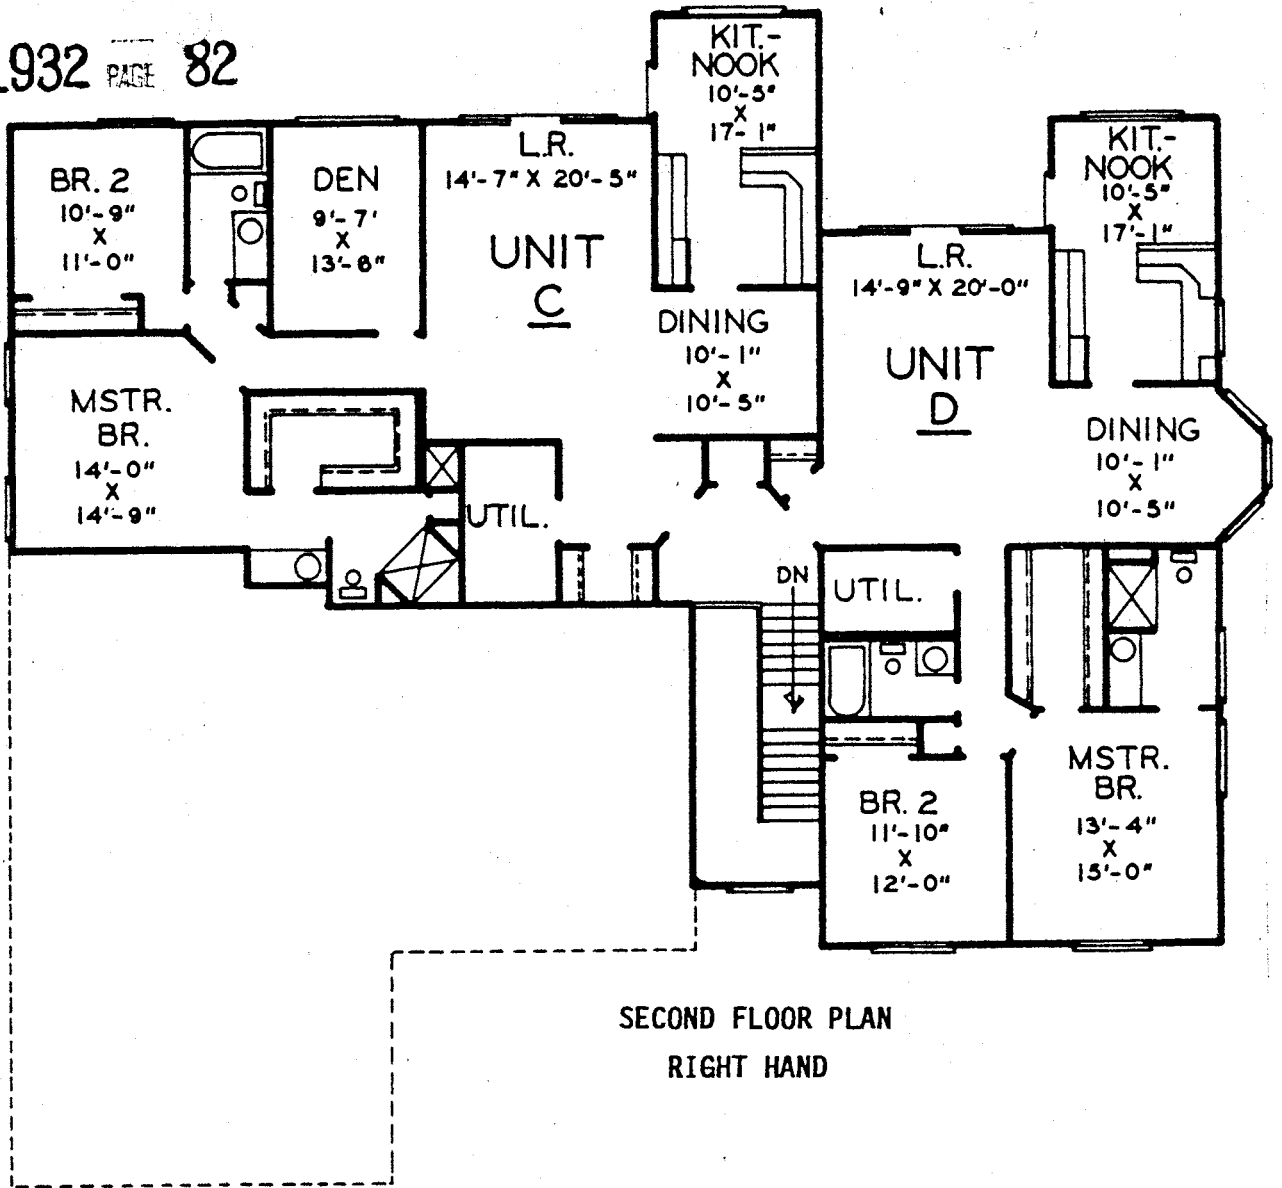 1932 PAGE 82
KIT.-
NOOK
10'-5"
X
17'-1"
KIT.-
NOOK
10'-5"
X
17'-1"
BR. 2
10'-9"
X
11'-0"
DEN
9'-7'
X
13'-6"
L.R.
14'-7" X 20'-5"
UNIT
C
DINING
10'-1"
X
10'-5"
L.R.
14'-9" X 20'-0"
UNIT
D
DINING
10'-1"
X
10'-5"
MSTR.
BR.
14'-0"
X
14'-9"
UTIL.
DN
UTIL.
BR. 2
11'-10"
X
12'-0"
MSTR.
BR.
13'-4"
X
15'-0"
SECOND FLOOR PLAN
RIGHT HAND